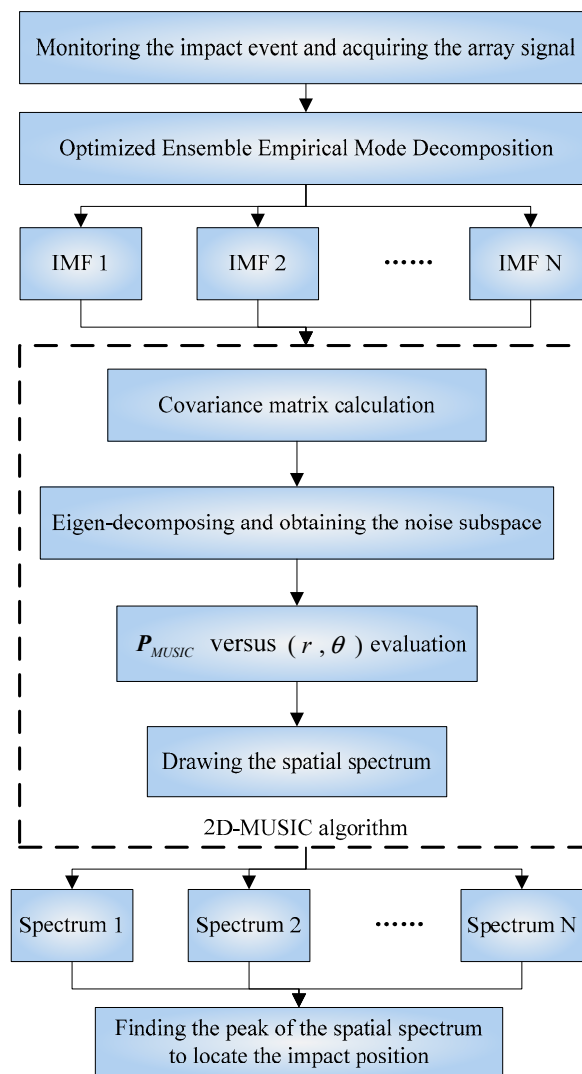 Monitoring the impact event and acquiring the array signal
Optimized Ensemble Empirical Mode Decomposition
IMF 1
IMF 2
······
IMF N
Covariance matrix calculation
Eigen-decomposing and obtaining the noise subspace
P_MUSIC versus (r, θ) evaluation
Drawing the spatial spectrum
2D-MUSIC algorithm
Spectrum 1
Spectrum 2
······
Spectrum N
Finding the peak of the spatial spectrum
to locate the impact position